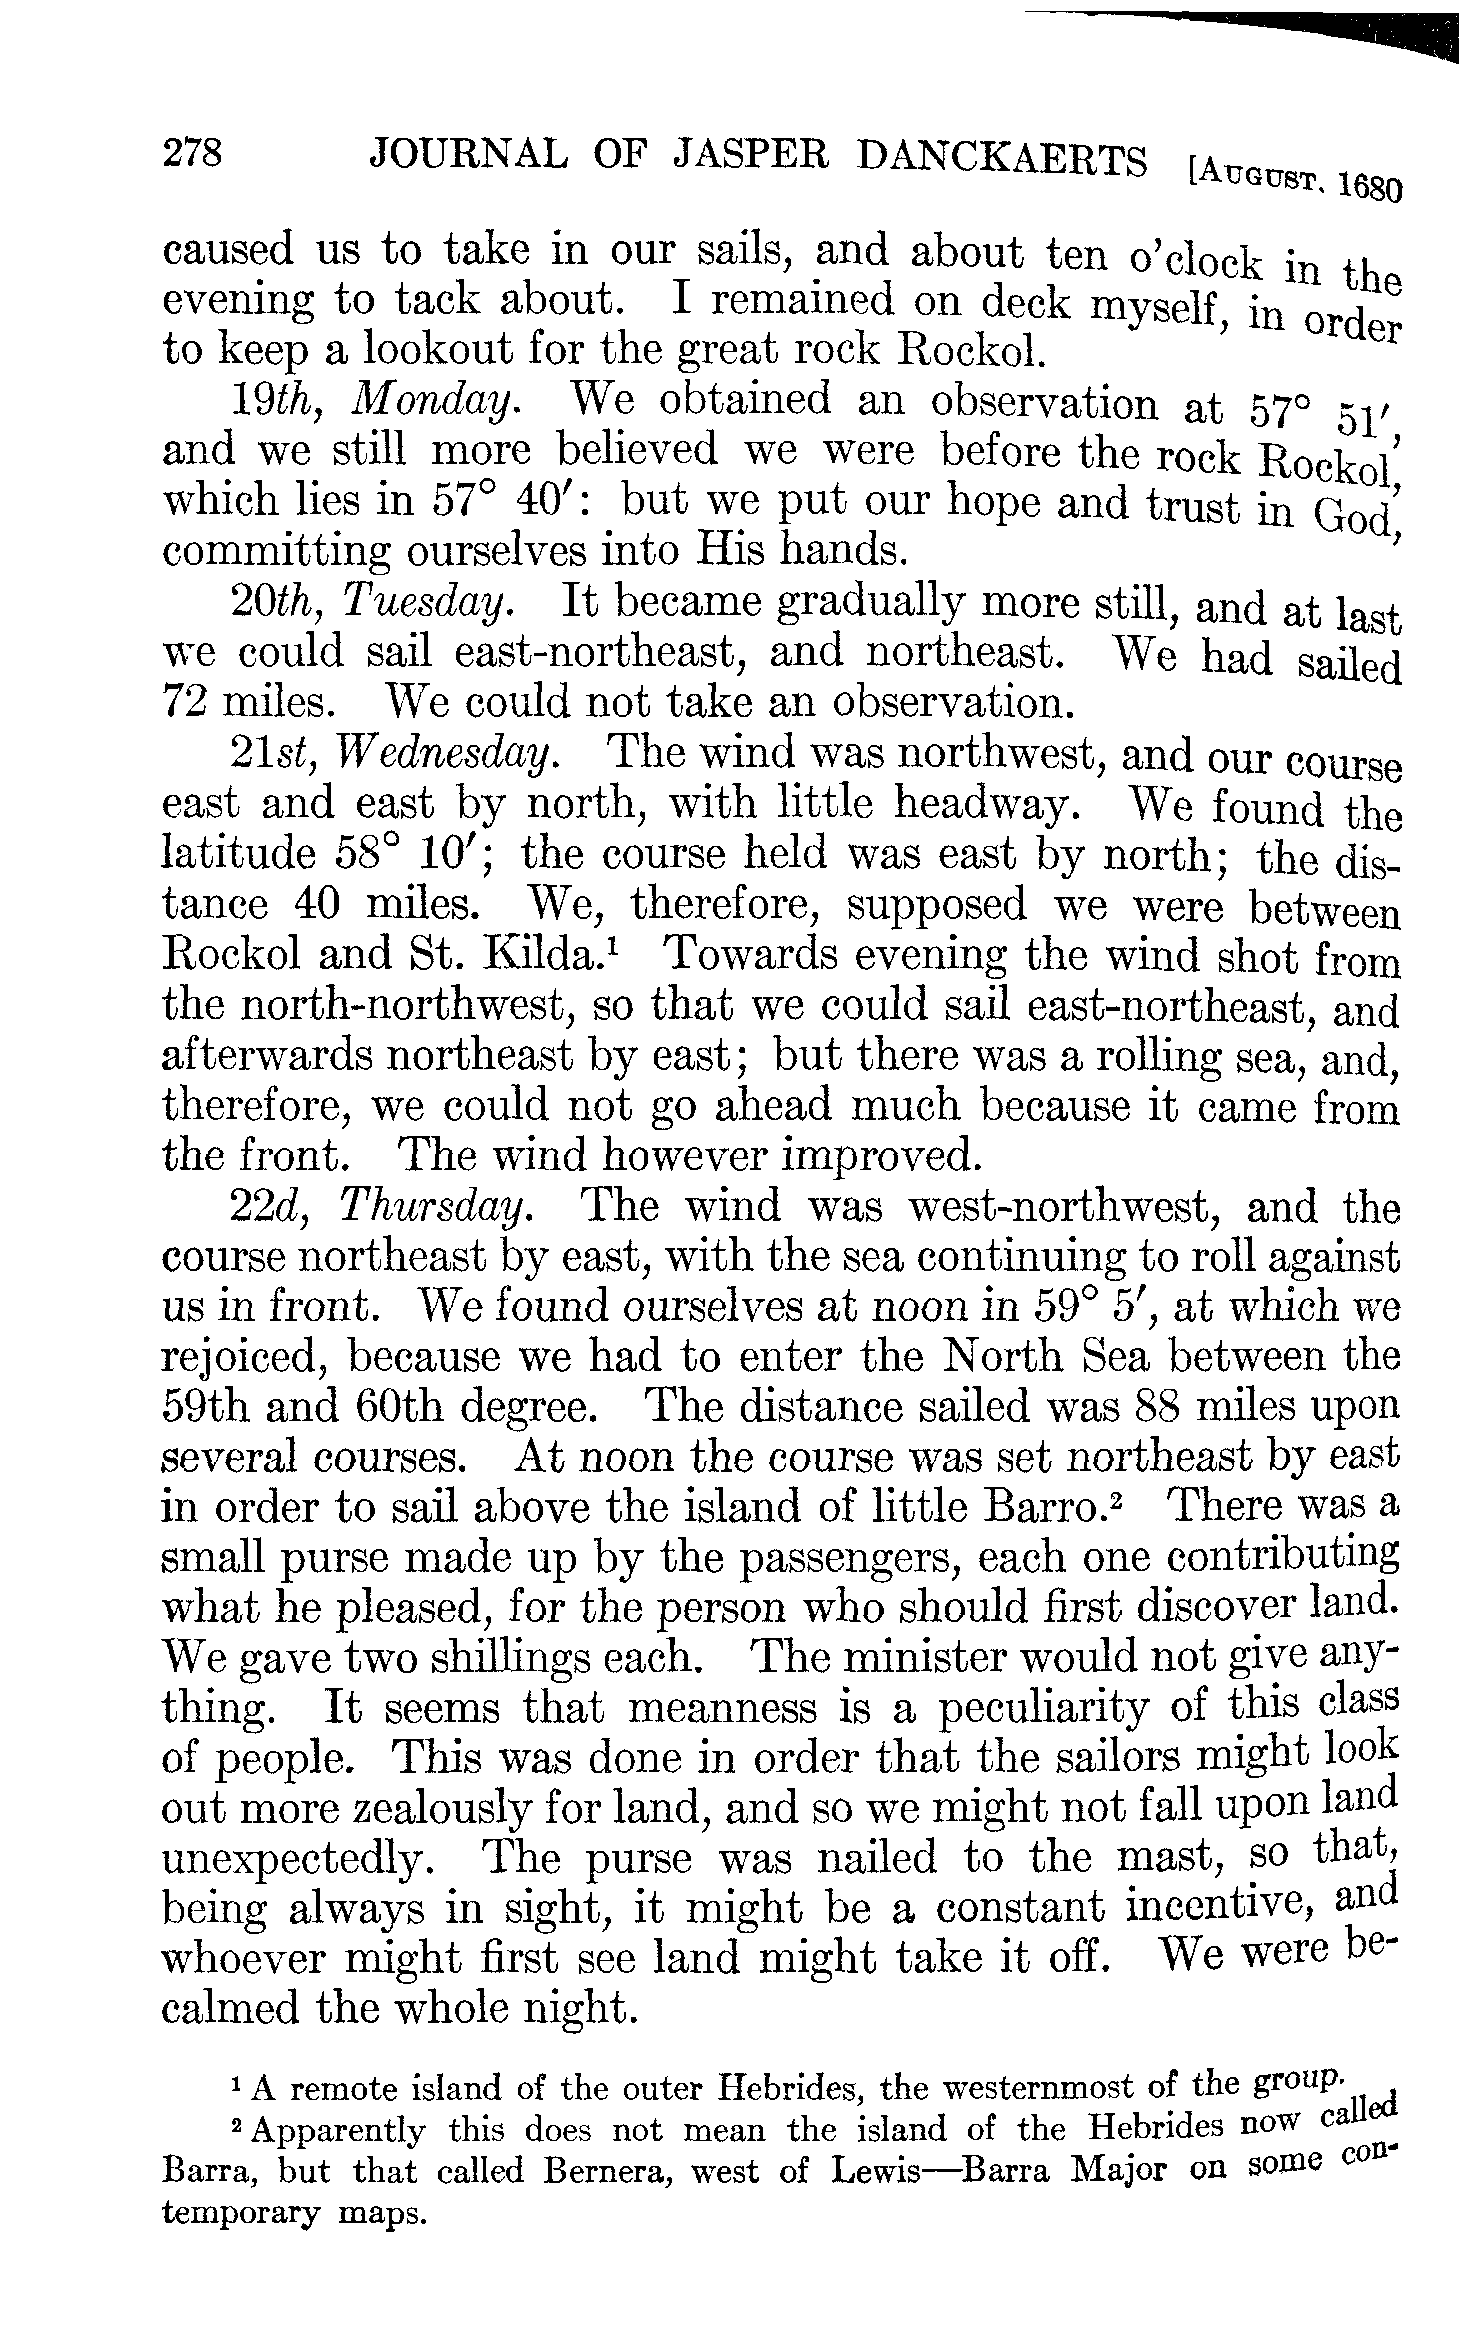 278 JOURNAL OF JASPER DANCKAERTS [AUGUST, 1680
caused us to take in our sails, and about ten o'clock in the
evening to tack about. I remained on deck myself, in order
to keep a lookout for the great rock Rockol.
19th, Monday. We obtained an observation at 57° 51′,
and we still more believed we were before the rock Rockol,
which lies in 57° 40′: but we put our hope and trust in God,
committing ourselves into His hands.
20th, Tuesday. It became gradually more still, and at last
we could sail east-northeast, and northeast. We had sailed
72 miles. We could not take an observation.
21st, Wednesday. The wind was northwest, and our course
east and east by north, with little headway. We found the
latitude 58° 10′; the course held was east by north; the dis-
tance 40 miles. We, therefore, supposed we were between
Rockol and St. Kilda.¹ Towards evening the wind shot from
the north-northwest, so that we could sail east-northeast, and
afterwards northeast by east; but there was a rolling sea, and,
therefore, we could not go ahead much because it came from
the front. The wind however improved.
22d, Thursday. The wind was west-northwest, and the
course northeast by east, with the sea continuing to roll against
us in front. We found ourselves at noon in 59° 5′, at which we
rejoiced, because we had to enter the North Sea between the
59th and 60th degree. The distance sailed was 88 miles upon
several courses. At noon the course was set northeast by east
in order to sail above the island of little Barro.² There was a
small purse made up by the passengers, each one contributing
what he pleased, for the person who should first discover land.
We gave two shillings each. The minister would not give any-
thing. It seems that meanness is a peculiarity of this class
of people. This was done in order that the sailors might look
out more zealously for land, and so we might not fall upon land
unexpectedly. The purse was nailed to the mast, so that,
being always in sight, it might be a constant incentive, and
whoever might first see land might take it off. We were be-
calmed the whole night.
¹ A remote island of the outer Hebrides, the westernmost of the group.
² Apparently this does not mean the island of the Hebrides now called
Barra, but that called Bernera, west of Lewis—Barra Major on some con-
temporary maps.